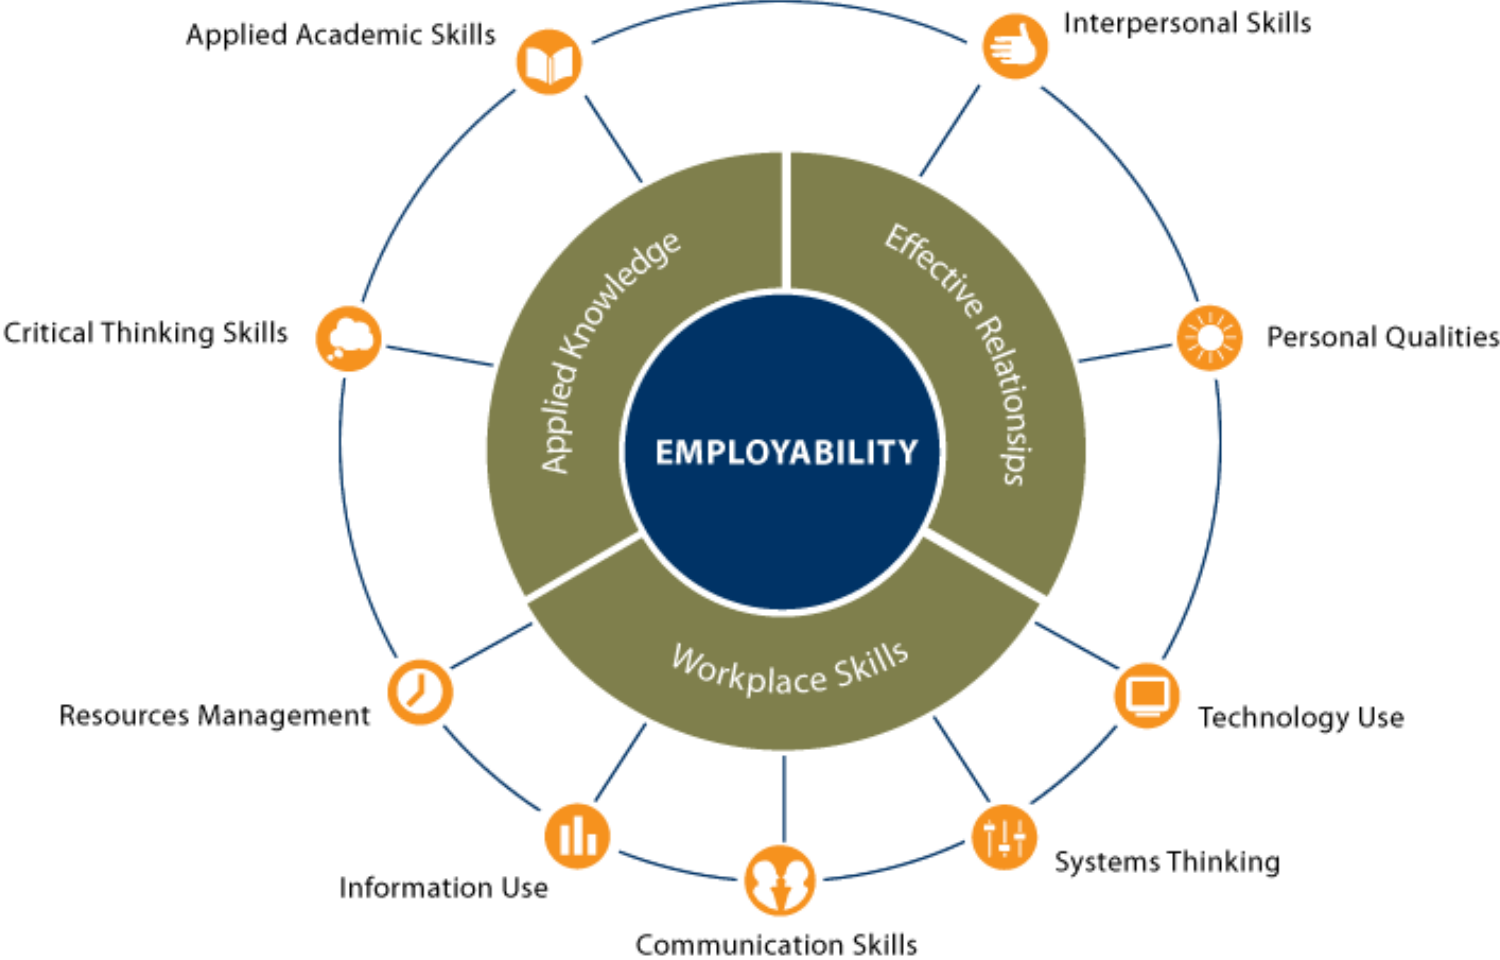 Applied Academic Skills
Interpersonal Skills
Applied Knowledge
Effective Relationsips
Critical Thinking Skills
Personal Qualities
EMPLOYABILITY
Workplace Skills
Resources Management
Technology Use
Information Use
Systems Thinking
Communication Skills